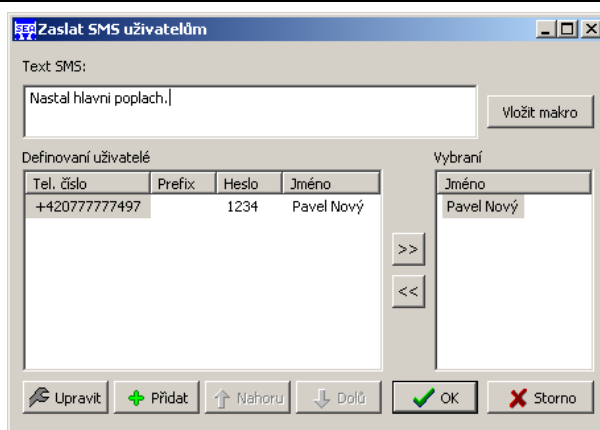 SEA Zaslat SMS uživatelům
Text SMS:
Nastal hlavni poplach.
Vložit makro
Definovaní uživatelé
Vybraní
Tel. číslo Prefix Heslo Jméno
Jméno
+420777777497 1234 Pavel Nový
Pavel Nový
>>
<<
Upravit Přidat Nahoru Dolů OK Storno